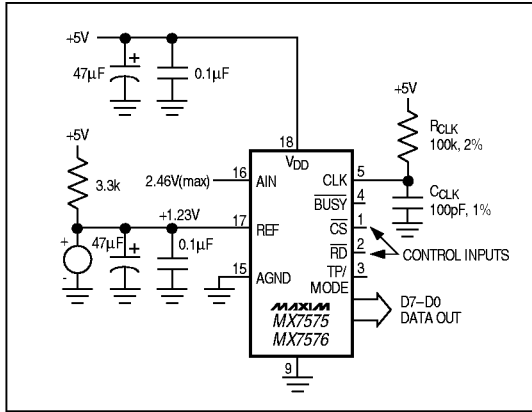 +5V
47µF
+
0.1µF
+5V
3.3k
2.46V(max)
+1.23V
+
-
47µF
+
0.1µF
18
VDD
16
AIN
17
REF
15
AGND
CLK
5
BUSY
4
CS
1
RD
2
TP/
MODE
3
MAXIM
MX7575
MX7576
9
+5V
RCLK
100k, 2%
CCLK
100pF, 1%
CONTROL INPUTS
D7–D0
DATA OUT